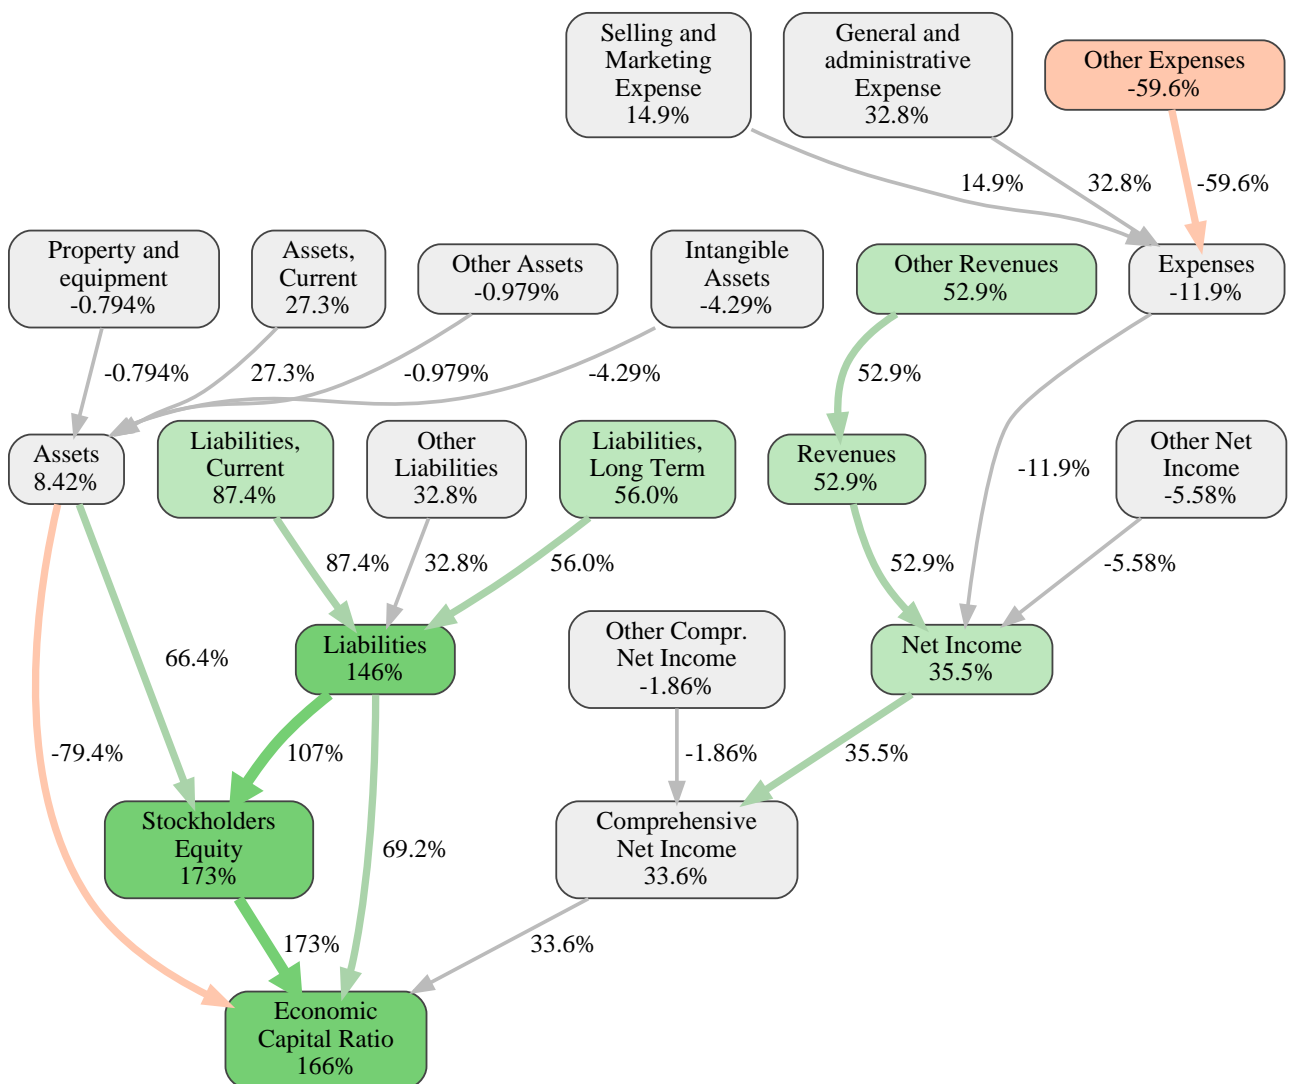 Selling and
Marketing
Expense
14.9%
General and
administrative
Expense
32.8%
Other Expenses
-59.6%
14.9%
32.8%
-59.6%
Property and
equipment
-0.794%
Assets,
Current
27.3%
Other Assets
-0.979%
Intangible
Assets
-4.29%
Other Revenues
52.9%
Expenses
-11.9%
-0.794%
27.3%
-0.979%
-4.29%
52.9%
Assets
8.42%
Liabilities,
Current
87.4%
Other
Liabilities
32.8%
Liabilities,
Long Term
56.0%
Revenues
52.9%
-11.9%
Other Net
Income
-5.58%
87.4%
32.8%
56.0%
52.9%
-5.58%
66.4%
Liabilities
146%
Other Compr.
Net Income
-1.86%
Net Income
35.5%
-79.4%
107%
-1.86%
35.5%
Stockholders
Equity
173%
69.2%
Comprehensive
Net Income
33.6%
173%
33.6%
Economic
Capital Ratio
166%